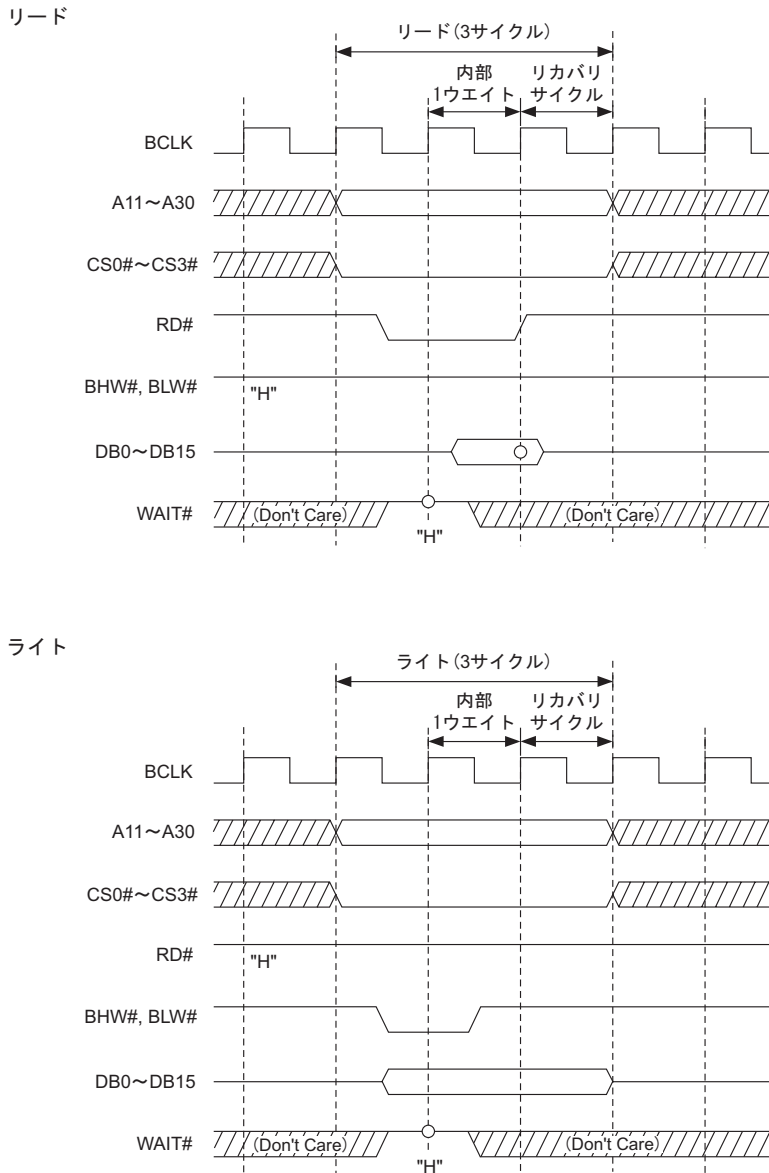 リード
リード(3サイクル)
内部
1ウエイト
リカバリ
サイクル
BCLK
A11～A30
CS0#～CS3#
RD#
BHW#, BLW#
"H"
DB0～DB15
WAIT#
(Don't Care)
(Don't Care)
"H"
ライト
ライト(3サイクル)
内部
1ウエイト
リカバリ
サイクル
BCLK
A11～A30
CS0#～CS3#
RD#
"H"
BHW#, BLW#
DB0～DB15
WAIT#
(Don't Care)
(Don't Care)
"H"